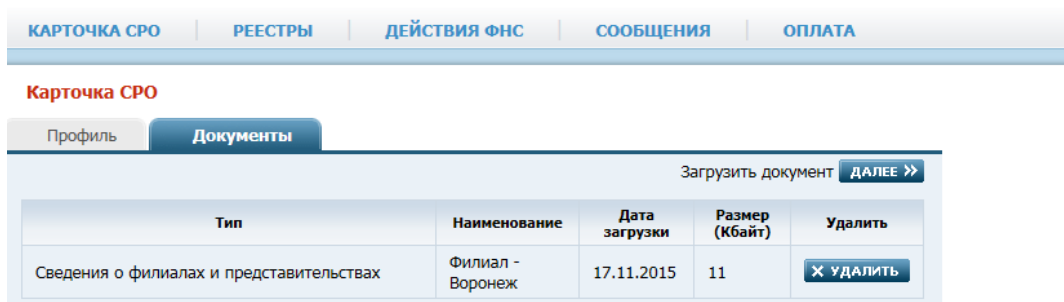 КАРТОЧКА СРО РЕЕСТРЫ ДЕЙСТВИЯ ФНС СООБЩЕНИЯ ОПЛАТА
Карточка СРО
Профиль Документы
Загрузить документ ДАЛЕЕ
Тип Наименование Дата загрузки Размер (Кбайт) Удалить
Сведения о филиалах и представительствах Филиал - Воронеж 17.11.2015 11 УДАЛИТЬ